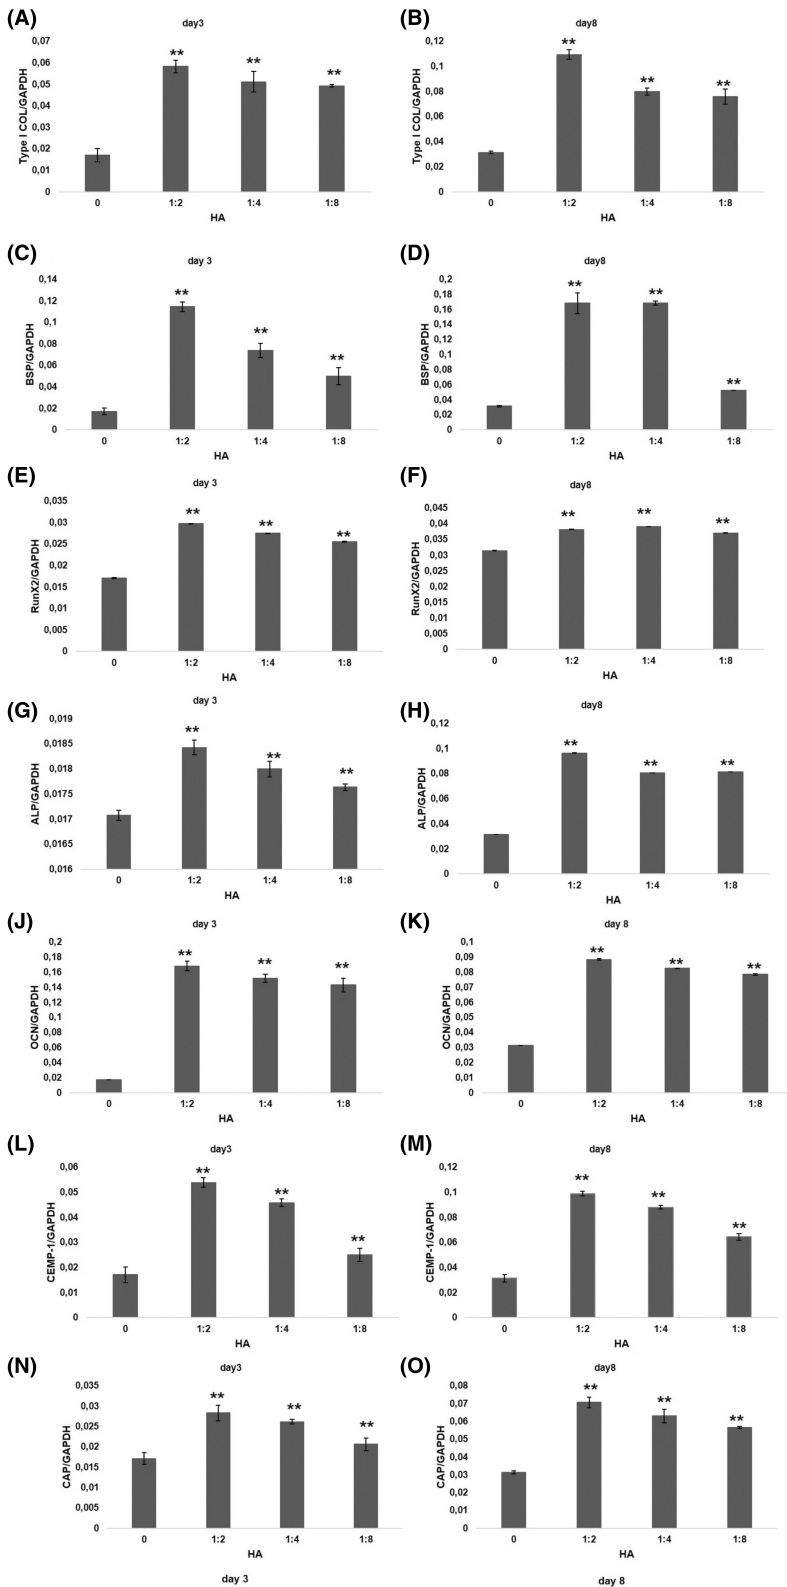 (A)
day3
Type I COL/GAPDH
0,07
0,06
0,05
0,04
0,03
0,02
0,01
0
** ** **
0 1:2 1:4 1:8
HA
(B)
day8
Type I COL/GAPDH
0,12
0,1
0,08
0,06
0,04
0,02
0
** ** **
0 1:2 1:4 1:8
HA
(C)
day 3
BSP/GAPDH
0,14
0,12
0,1
0,08
0,06
0,04
0,02
0
** ** **
0 1:2 1:4 1:8
HA
(D)
day8
BSP/GAPDH
0,2
0,18
0,16
0,14
0,12
0,1
0,08
0,06
0,04
0,02
0
** ** **
0 1:2 1:4 1:8
HA
(E)
day 3
RunX2/GAPDH
0,035
0,03
0,025
0,02
0,015
0,01
0,005
0
** ** **
0 1:2 1:4 1:8
HA
(F)
day8
RunX2/GAPDH
0,045
0,04
0,035
0,03
0,025
0,02
0,015
0,01
0,005
0
** ** **
0 1:2 1:4 1:8
HA
(G)
day 3
ALP/GAPDH
0,019
0,0185
0,018
0,0175
0,017
0,0165
0,016
** ** **
0 1:2 1:4 1:8
HA
(H)
day8
ALP/GAPDH
0,12
0,1
0,08
0,06
0,04
0,02
0
** ** **
0 1:2 1:4 1:8
HA
(J)
day 3
OCN/GAPDH
0,2
0,18
0,16
0,14
0,12
0,1
0,08
0,06
0,04
0,02
0
** ** **
0 1:2 1:4 1:8
HA
(K)
day 8
OCN/GAPDH
0,1
0,09
0,08
0,07
0,06
0,05
0,04
0,03
0,02
0,01
0
** ** **
0 1:2 1:4 1:8
HA
(L)
day3
CEMP-1/GAPDH
0,06
0,05
0,04
0,03
0,02
0,01
0
** ** **
0 1:2 1:4 1:8
HA
(M)
day8
CEMP-1/GAPDH
0,12
0,1
0,08
0,06
0,04
0,02
0
** ** **
0 1:2 1:4 1:8
HA
(N)
day3
CAP/GAPDH
0,035
0,03
0,025
0,02
0,015
0,01
0,005
0
** ** **
0 1:2 1:4 1:8
HA
day 3
(O)
day8
CAP/GAPDH
0,08
0,07
0,06
0,05
0,04
0,03
0,02
0,01
0
** ** **
0 1:2 1:4 1:8
HA
day 8